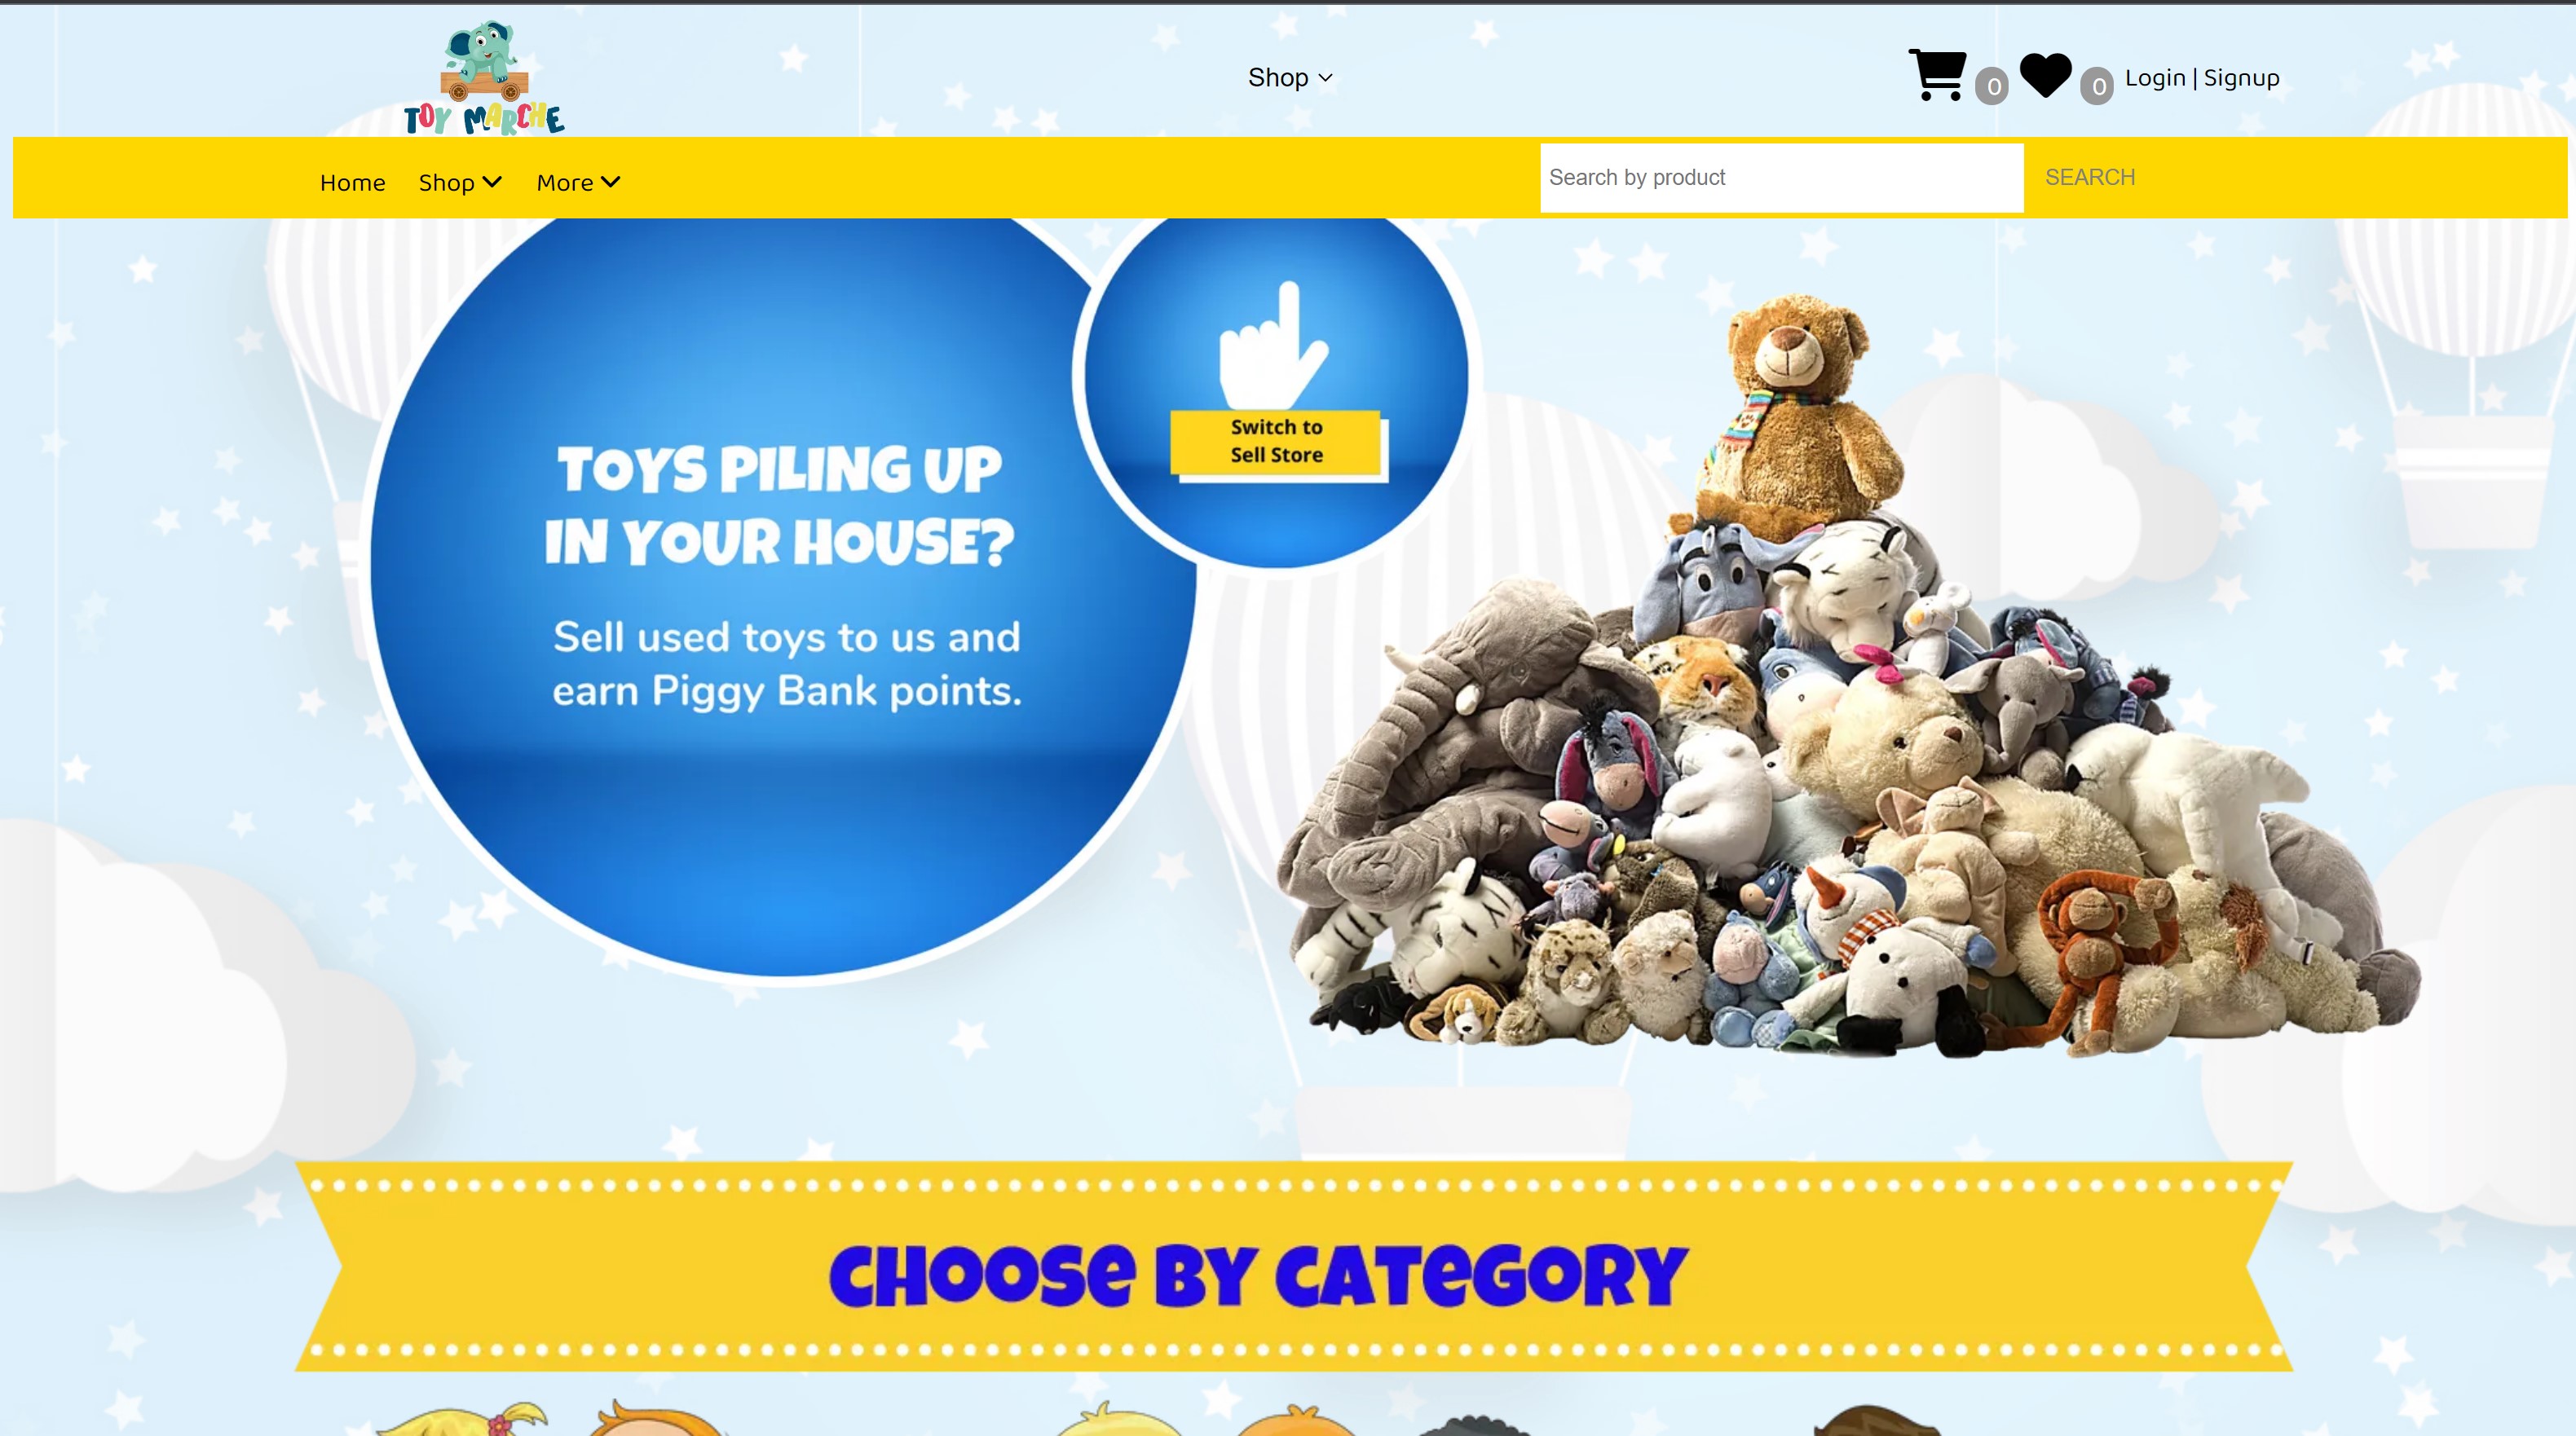 TOY MARCHE
Shop
0
0
Login | Signup
Home
Shop
More
Search by product
SEARCH
TOYS PILING UP
IN YOUR HOUSE?
Sell used toys to us and
earn Piggy Bank points.
Switch to
Sell Store
CHOOSe BY CATeGORY